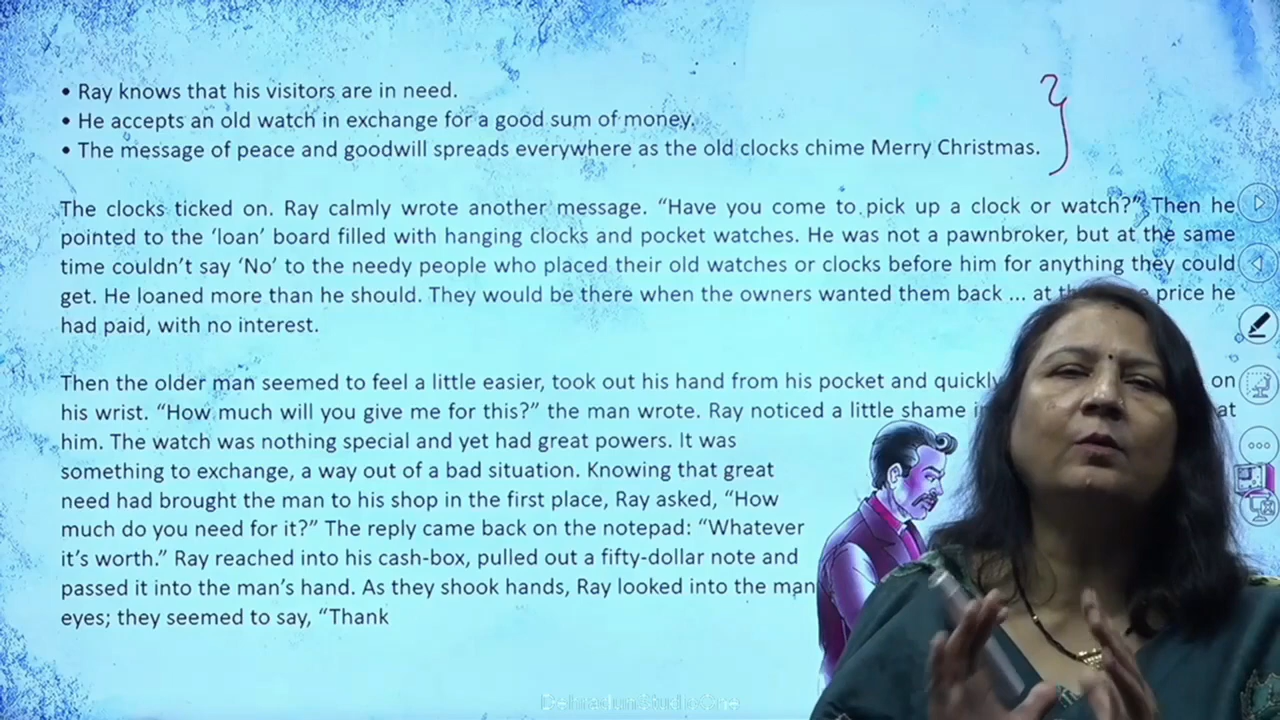 • Ray knows that his visitors are in need.
• He accepts an old watch in exchange for a good sum of money.
• The message of peace and goodwill spreads everywhere as the old clocks chime Merry Christmas.
The clocks ticked on. Ray calmly wrote another message. “Have you come to pick up a clock or watch?” Then he
pointed to the ‘loan’ board filled with hanging clocks and pocket watches. He was not a pawnbroker, but at the same
time couldn’t say ‘No’ to the needy people who placed their old watches or clocks before him for anything they could
get. He loaned more than he should. They would be there when the owners wanted them back ... at price he
had paid, with no interest.
Then the older man seemed to feel a little easier, took out his hand from his pocket and quickly on
his wrist. “How much will you give me for this?” the man wrote. Ray noticed a little shame at
him. The watch was nothing special and yet had great powers. It was
something to exchange, a way out of a bad situation. Knowing that great
need had brought the man to his shop in the first place, Ray asked, “How
much do you need for it?” The reply came back on the notepad: “Whatever
it’s worth.” Ray reached into his cash-box, pulled out a fifty-dollar note and
passed it into the man’s hand. As they shook hands, Ray looked into the man
eyes; they seemed to say, “Thank
DehradunStudioOne